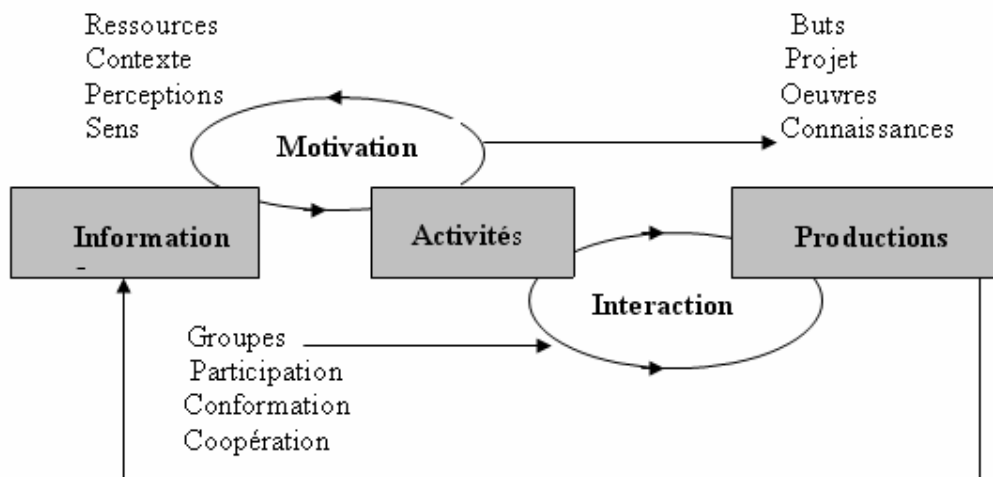 Ressources
Contexte
Perceptions
Sens
Buts
Projet
Oeuvres
Connaissances
Motivation
Information
-
Activités
Productions
Interaction
Groupes
Participation
Conformation
Coopération